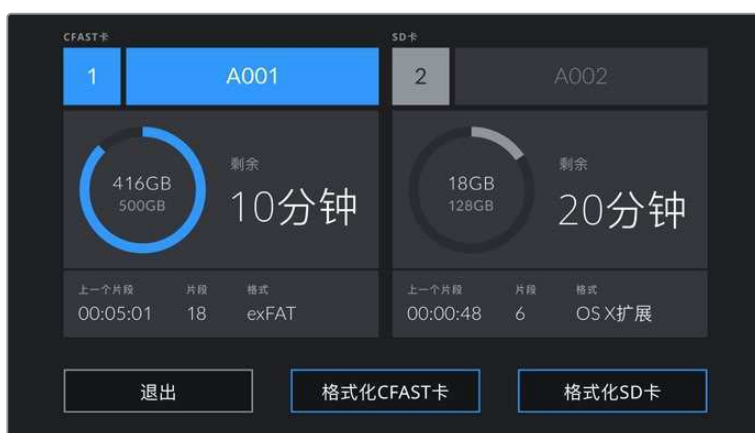 CFAST卡
1
A001
416GB
500GB
剩余
10分钟
上一个片段
片段
格式
00:05:01
18
exFAT
SD卡
2
A002
18GB
128GB
剩余
20分钟
上一个片段
片段
格式
00:00:48
6
OS X扩展
退出
格式化CFAST卡
格式化SD卡